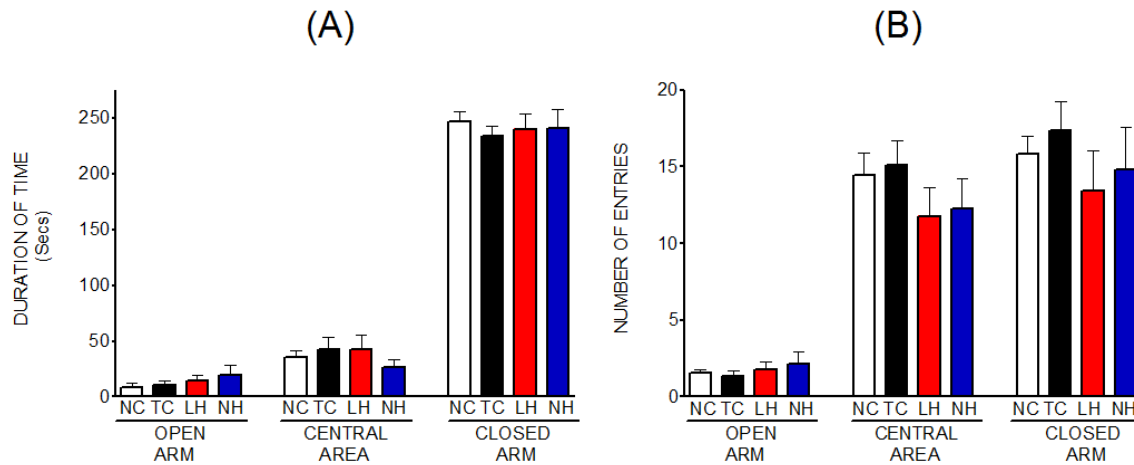 (A)
DURATION OF TIME
(Secs)
250
200
150
100
50
0
NC TC LH NH
NC TC LH NH
NC TC LH NH
OPEN
ARM
CENTRAL
AREA
CLOSED
ARM
(B)
NUMBER OF ENTRIES
20
15
10
5
0
NC TC LH NH
NC TC LH NH
NC TC LH NH
OPEN
ARM
CENTRAL
AREA
CLOSED
ARM